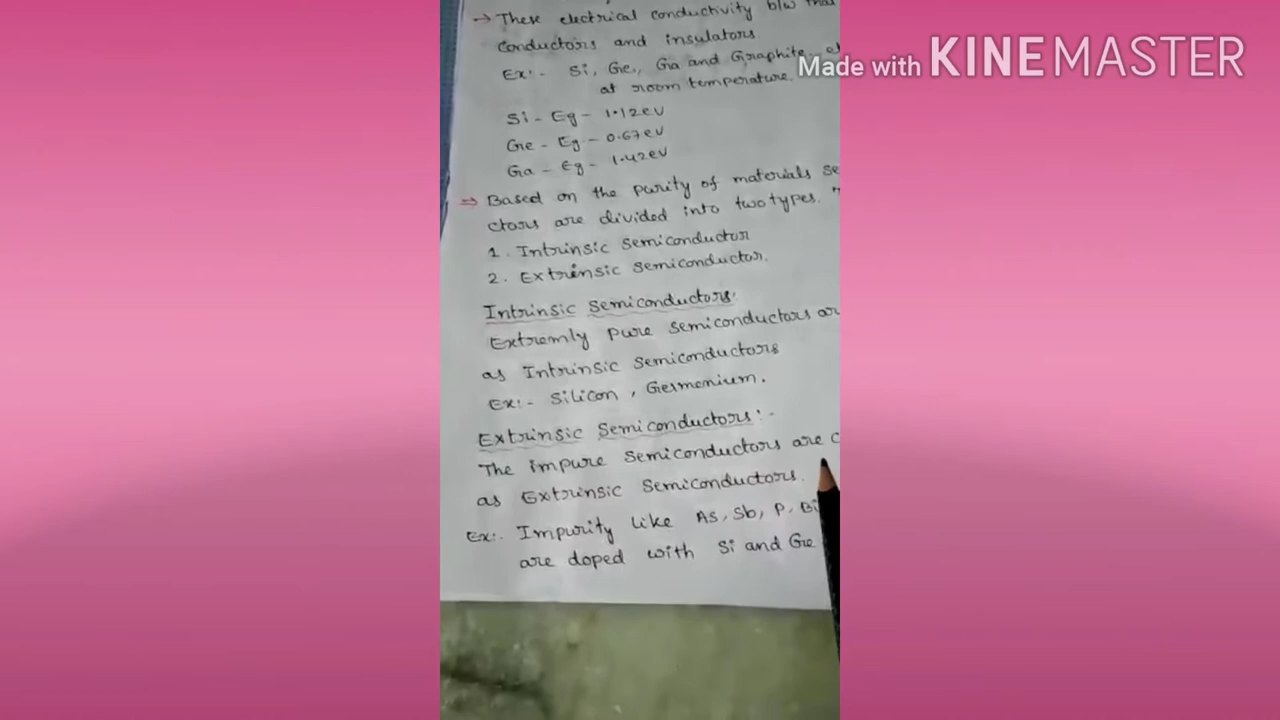 → These electrical conductivity b/w that
conductors and insulators
Ex:- Si, Ge, Ga and Graphite
at room temperature.
Si - Eg - 1.12eV
Ge - Eg - 0.67eV
Ga - Eg - 1.42eV
⇒ Based on the purity of materials se
ctors are divided into two types.
1. Intrinsic semiconductor
2. Extrinsic semiconductor.
Intrinsic Semiconductors:
Extremly pure semiconductors ar
as Intrinsic Semiconductors
Ex:- Silicon, Germenium.
Extrinsic Semiconductors:-
The impure semiconductors are c
as Extrinsic Semiconductors.
Ex:- Impurity like As, Sb, P, Bi
are doped with Si and Ge
Made with KINEMASTER